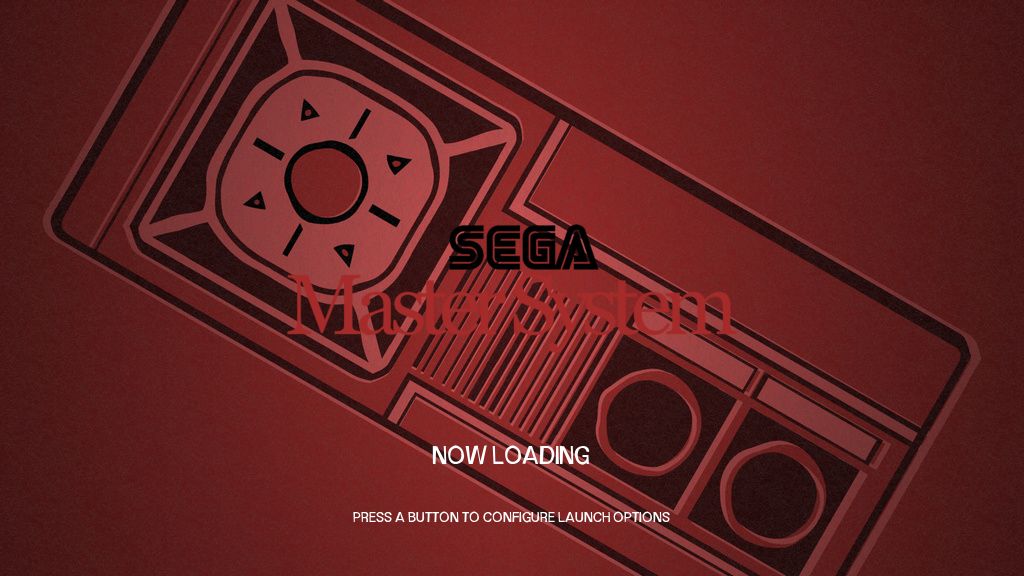 SEGA
Master System
NOW LOADING
PRESS A BUTTON TO CONFIGURE LAUNCH OPTIONS